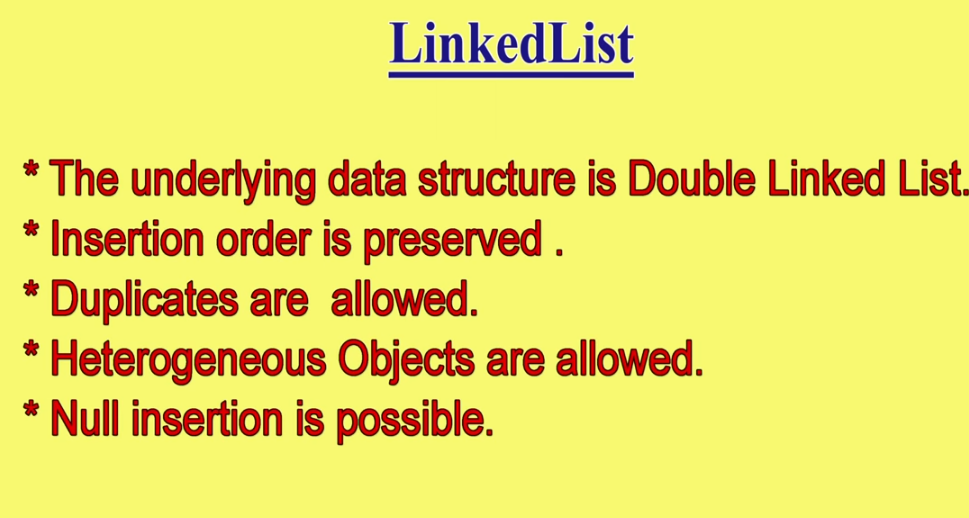 LinkedList
* The underlying data structure is Double Linked List.
* Insertion order is preserved .
* Duplicates are  allowed.
* Heterogeneous Objects are allowed.
* Null insertion is possible.